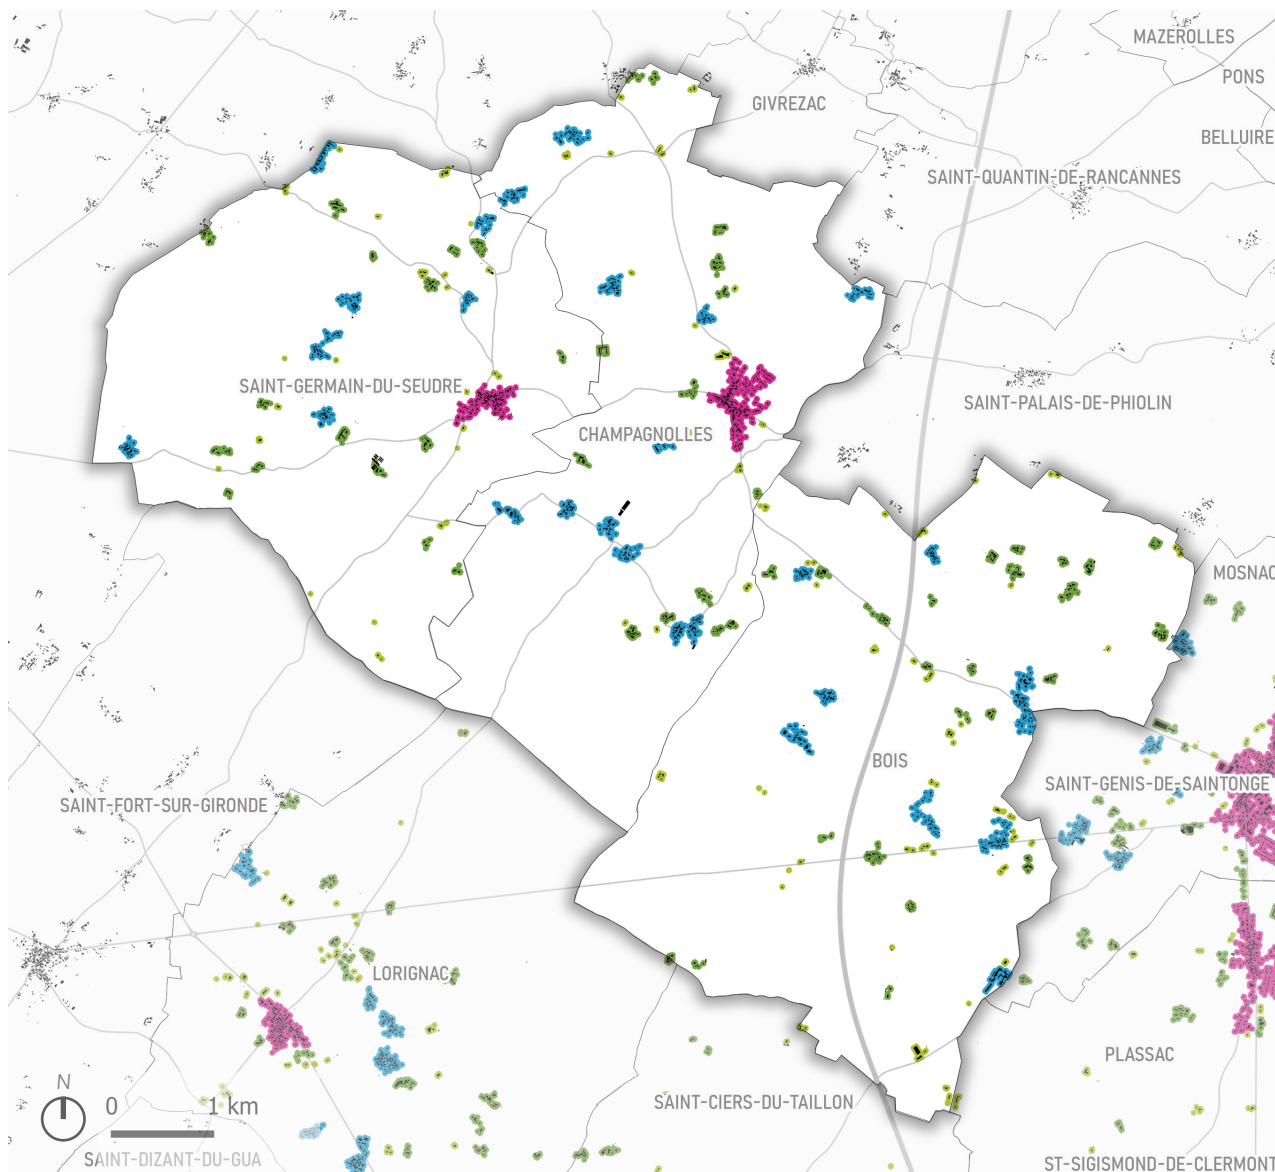 MAZEROLLES
PONS
GIVREZAC
BELLUIRE
SAINT-QUANTIN-DE-RANCANNES
SAINT-GERMAIN-DU-SEUDRE
SAINT-PALAIS-DE-PHIOLIN
CHAMPAGNOLLES
MOSNAC
BOIS
SAINT-GENIS-DE-SAINTONGE
SAINT-FORT-SUR-GIRONDE
LORIGNAC
PLASSAC
N
0 1 km
SAINT-CIERS-DU-TAILLON
SAINT-DIZANT-DU-GUA
ST-SIGISMOND-DE-CLERMONT